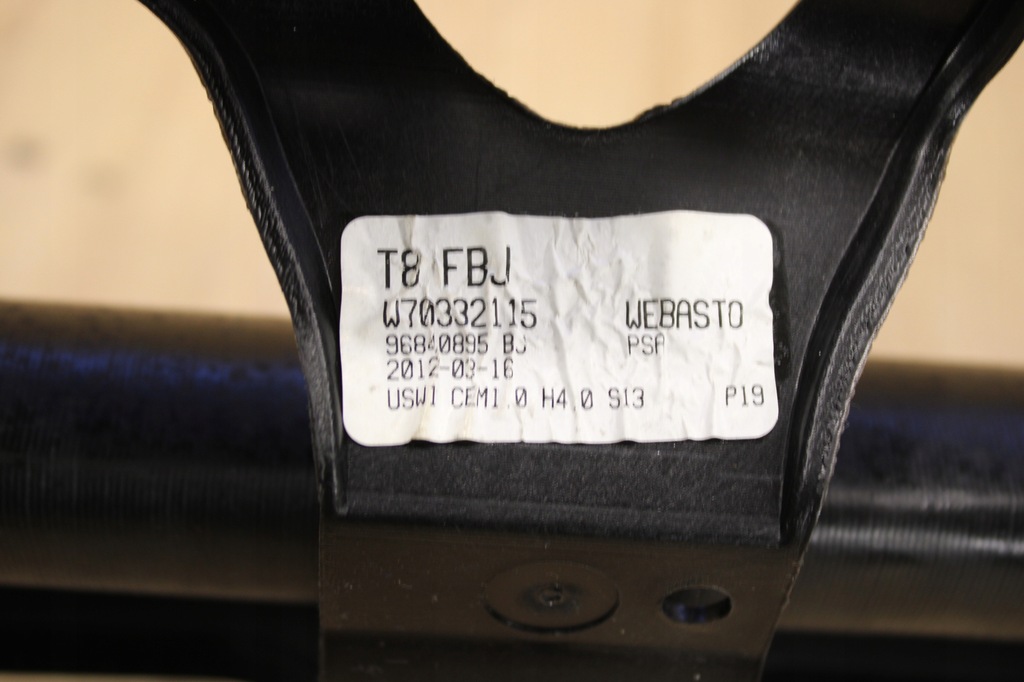 T8 FBJ
W70332115 WEBASTO
96840895 BJ PSA
2012-03-16
USW1 CEM1.0 H4.0 S13 P19